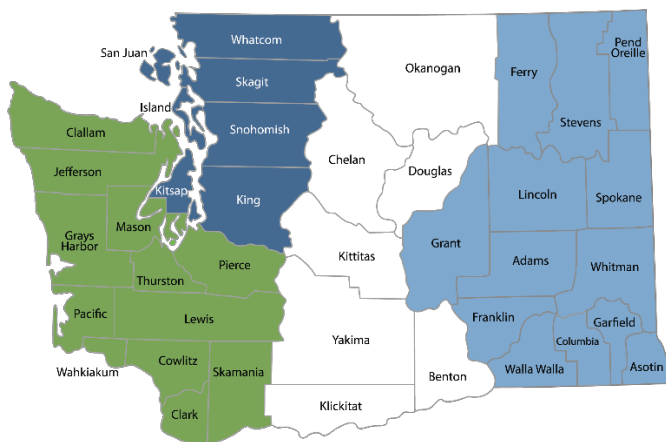 Whatcom
San Juan
Okanogan
Pend
Oreille
Ferry
Skagit
Island
Stevens
Clallam
Snohomish
Chelan
Douglas
Jefferson
Kitsap
King
Lincoln
Spokane
Mason
Grays
Harbor
Grant
Kittitas
Adams
Pierce
Whitman
Thurston
Pacific
Lewis
Franklin
Garfield
Yakima
Columbia
Cowlitz
Wahkiakum
Skamania
Walla Walla
Asotin
Benton
Klickitat
Clark